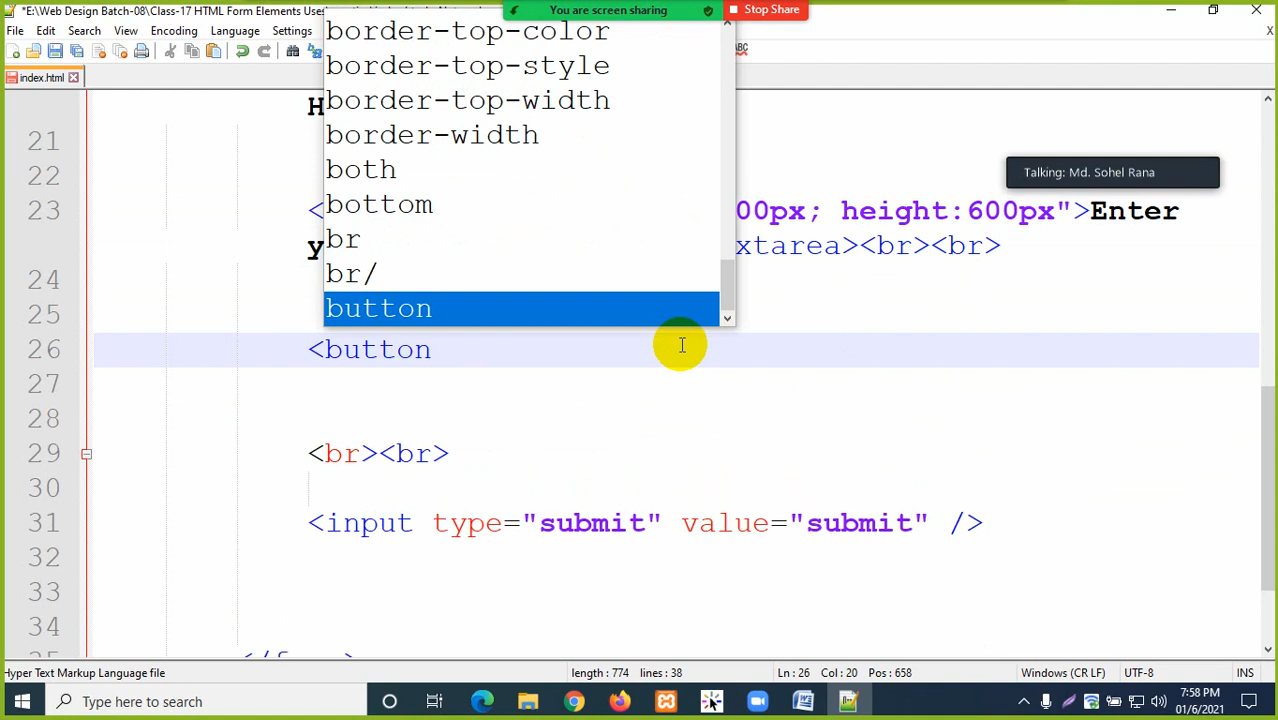 *E:\Web Design Batch-08\Class-17 HTML Form Elements Uses
You are screen sharing
Stop Share
File Edit Search View Encoding Language Settings
X
ABC
index.html
border-top-color
border-top-style
border-top-width
border-width
both
bottom
br
br/
button
H
21
22
Talking: Md. Sohel Rana
23 < 00px; height:600px">Enter
y xtarea><br><br>
24
25
26 <button
27
28
29 <br><br>
30
31 <input type="submit" value="submit" />
32
33
34
Hyper Text Markup Language file length : 774 lines : 38 Ln : 26 Col : 20 Pos : 658 Windows (CR LF) UTF-8 INS
Type here to search
7:58 PM
01/6/2021